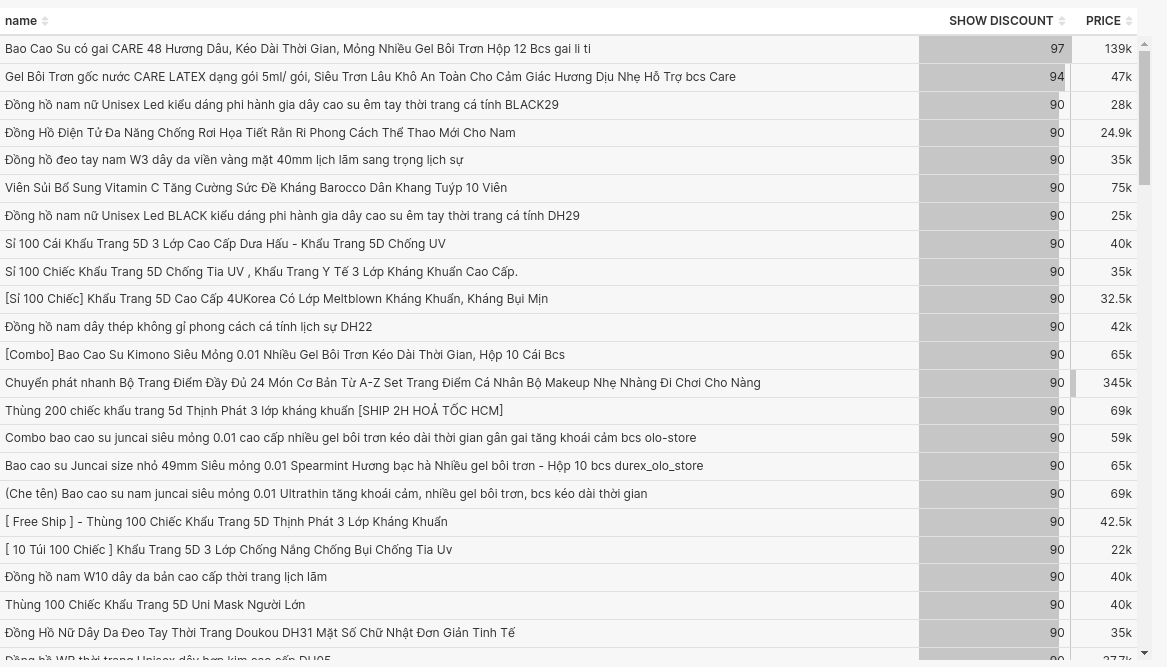 name SHOW DISCOUNT PRICE
Bao Cao Su có gai CARE 48 Hương Dâu, Kéo Dài Thời Gian, Mỏng Nhiều Gel Bôi Trơn Hộp 12 Bcs gai li ti 97 139k
Gel Bôi Trơn gốc nước CARE LATEX dạng gói 5ml/ gói, Siêu Trơn Lâu Khô An Toàn Cho Cảm Giác Hương Dịu Nhẹ Hỗ Trợ bcs Care 94 47k
Đồng hồ nam nữ Unisex Led kiểu dáng phi hành gia dây cao su êm tay thời trang cá tính BLACK29 90 28k
Đồng Hồ Điện Tử Đa Năng Chống Rơi Họa Tiết Rằn Ri Phong Cách Thể Thao Mới Cho Nam 90 24.9k
Đồng hồ đeo tay nam W3 dây da viền vàng mặt 40mm lịch lãm sang trọng lịch sự 90 35k
Viên Sủi Bổ Sung Vitamin C Tăng Cường Sức Đề Kháng Barocco Dân Khang Tuýp 10 Viên 90 75k
Đồng hồ nam nữ Unisex Led BLACK kiểu dáng phi hành gia dây cao su êm tay thời trang cá tính DH29 90 25k
Sỉ 100 Cái Khẩu Trang 5D 3 Lớp Cao Cấp Dưa Hấu - Khẩu Trang 5D Chống UV 90 40k
Sỉ 100 Chiếc Khẩu Trang 5D Chống Tia UV , Khẩu Trang Y Tế 3 Lớp Kháng Khuẩn Cao Cấp. 90 35k
[Sỉ 100 Chiếc] Khẩu Trang 5D Cao Cấp 4UKorea Có Lớp Meltblown Kháng Khuẩn, Kháng Bụi Mịn 90 32.5k
Đồng hồ nam dây thép không gỉ phong cách cá tính lịch sự DH22 90 42k
[Combo] Bao Cao Su Kimono Siêu Mỏng 0.01 Nhiều Gel Bôi Trơn Kéo Dài Thời Gian, Hộp 10 Cái Bcs 90 65k
Chuyển phát nhanh Bộ Trang Điểm Đầy Đủ 24 Món Cơ Bản Từ A-Z Set Trang Điểm Cá Nhân Bộ Makeup Nhẹ Nhàng Đi Chơi Cho Nàng 90 345k
Thùng 200 chiếc khẩu trang 5d Thịnh Phát 3 lớp kháng khuẩn [SHIP 2H HOẢ TỐC HCM] 90 69k
Combo bao cao su juncai siêu mỏng 0.01 cao cấp nhiều gel bôi trơn kéo dài thời gian gân gai tăng khoái cảm bcs olo-store 90 59k
Bao cao su Juncai size nhỏ 49mm Siêu mỏng 0.01 Spearmint Hương bạc hà Nhiều gel bôi trơn - Hộp 10 bcs durex_olo_store 90 65k
(Che tên) Bao cao su nam juncai siêu mỏng 0.01 Ultrathin tăng khoái cảm, nhiều gel bôi trơn, bcs kéo dài thời gian 90 69k
[ Free Ship ] - Thùng 100 Chiếc Khẩu Trang 5D Thịnh Phát 3 Lớp Kháng Khuẩn 90 42.5k
[ 10 Túi 100 Chiếc ] Khẩu Trang 5D 3 Lớp Chống Nắng Chống Bụi Chống Tia Uv 90 22k
Đồng hồ nam W10 dây da bản cao cấp thời trang lịch lãm 90 40k
Thùng 100 Chiếc Khẩu Trang 5D Uni Mask Người Lớn 90 40k
Đồng Hồ Nữ Dây Da Đeo Tay Thời Trang Doukou DH31 Mặt Số Chữ Nhật Đơn Giản Tinh Tế 90 35k
Đồng hồ WR thời trang Unisex dây hợp kim cao cấp DH05 90